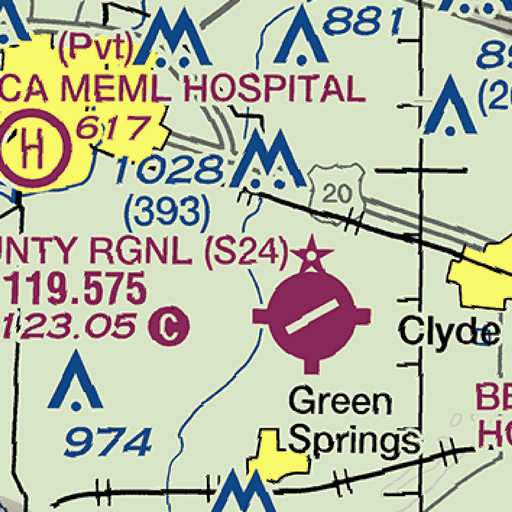 881
(Pvt)
CA MEML HOSPITAL
H
617
1028
(393)
20
UNTY RGNL (S24)
119.575
123.05 C
Clyde
974
Green
Springs